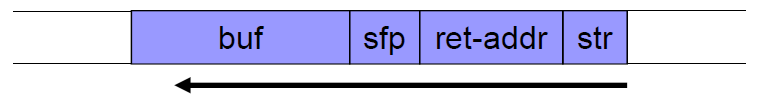 buf sfp ret-addr str